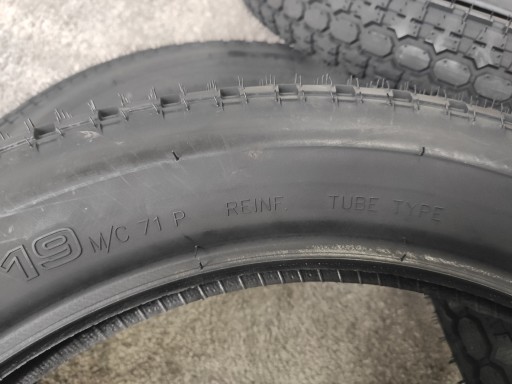 19 M/C 71 P REINF. TUBE TYPE